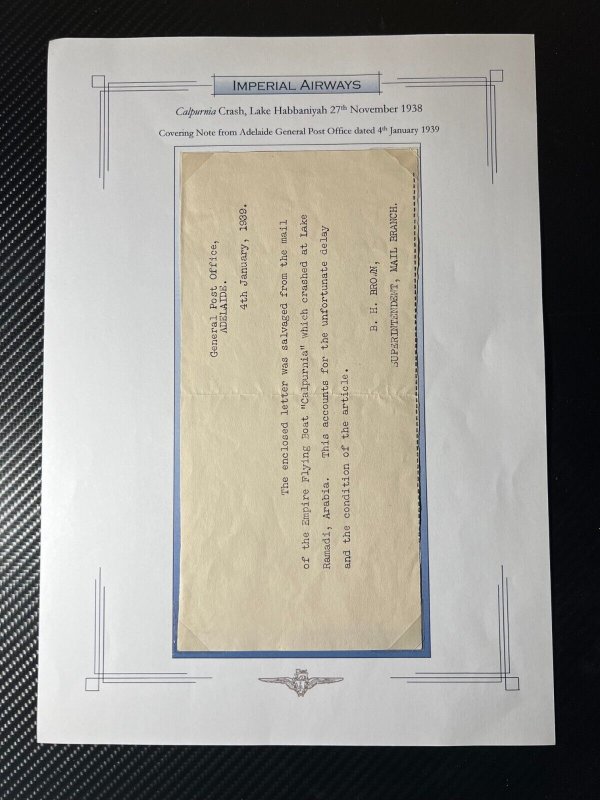 IMPERIAL AIRWAYS
Calpurnia Crash, Lake Habbaniyah 27th November 1938
Covering Note from Adelaide General Post Office dated 4th January 1939
General Post Office,
ADELAIDE.
4th January, 1939.
The enclosed letter was salvaged from the mail
of the Empire Flying Boat "Calpurnia" which crashed at Lake
Ramadi, Arabia. This accounts for the unfortunate delay
and the condition of the article.
B. H. BROWN,
SUPERINTENDENT, MAIL BRANCH.